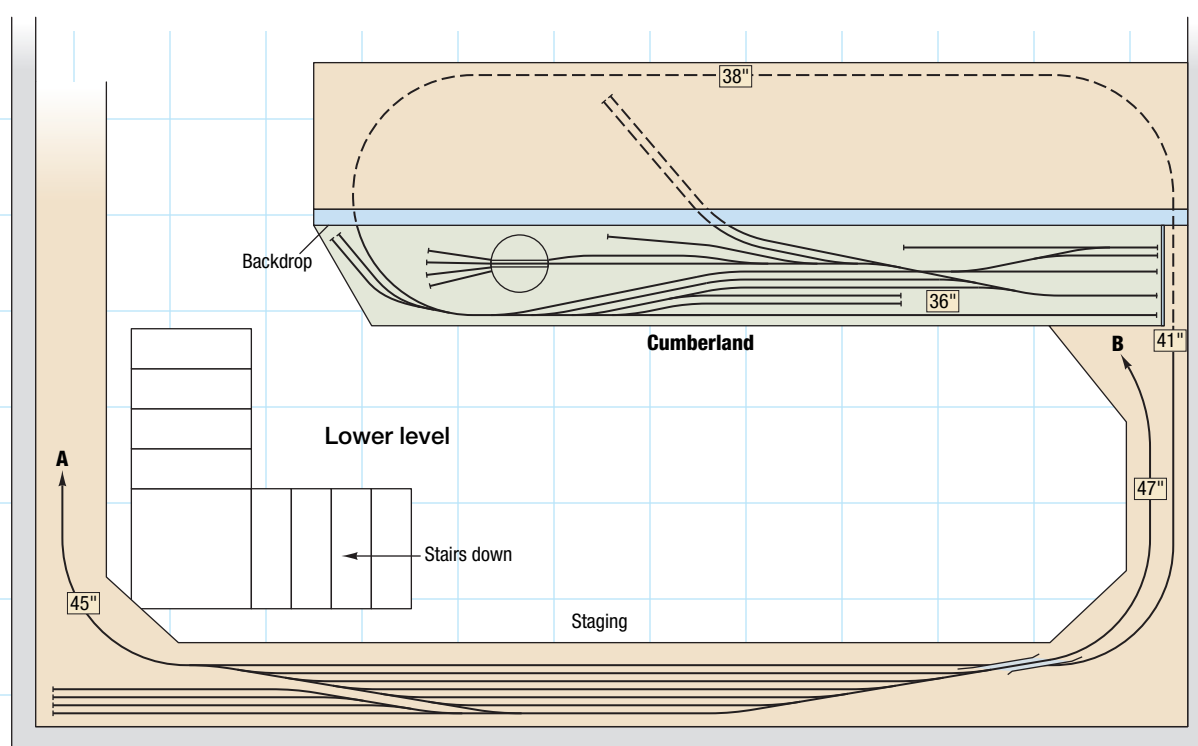 38"
Backdrop
36"
Cumberland
B
41"
Lower level
A
47"
Stairs down
45"
Staging